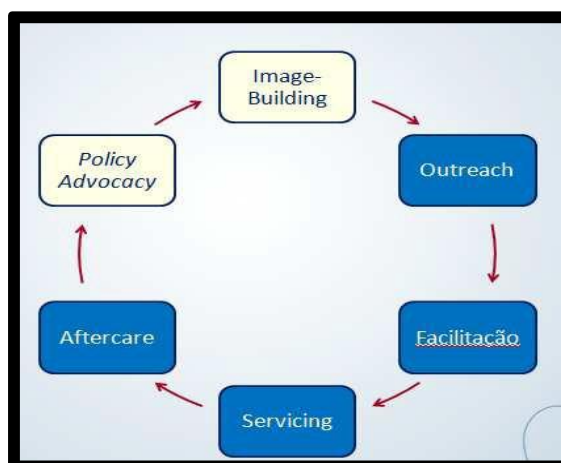 Image-
Building
Outreach
Facilitação
Servicing
Aftercare
Policy
Advocacy